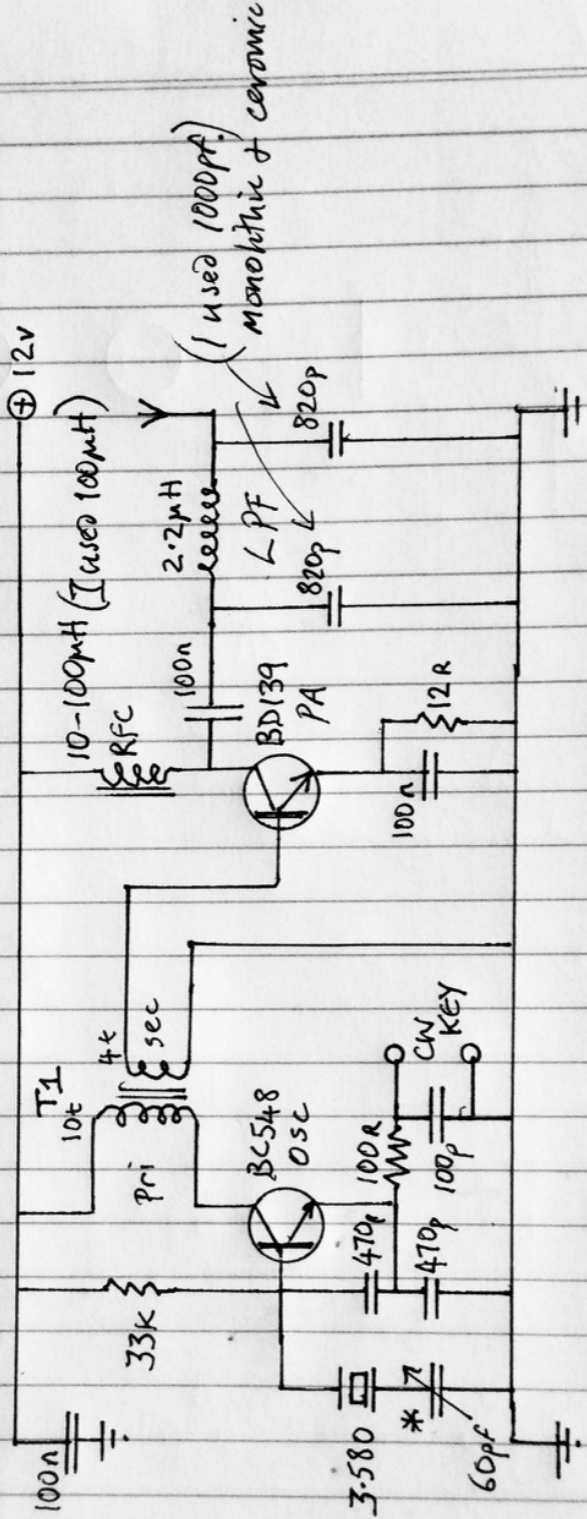 100n
33K
3.580
*
60pf
T1
10t
4t
Pri
sec
BC548
OSC
470p
470p
100R
100p
CW
KEY
10-100μH (I used 100μH)
RFC
BD139
PA
100n
100n
12R
2.2μH
LPF
820p
820p
(I used 1000pf)
monolithic & ceramic
+ 12V